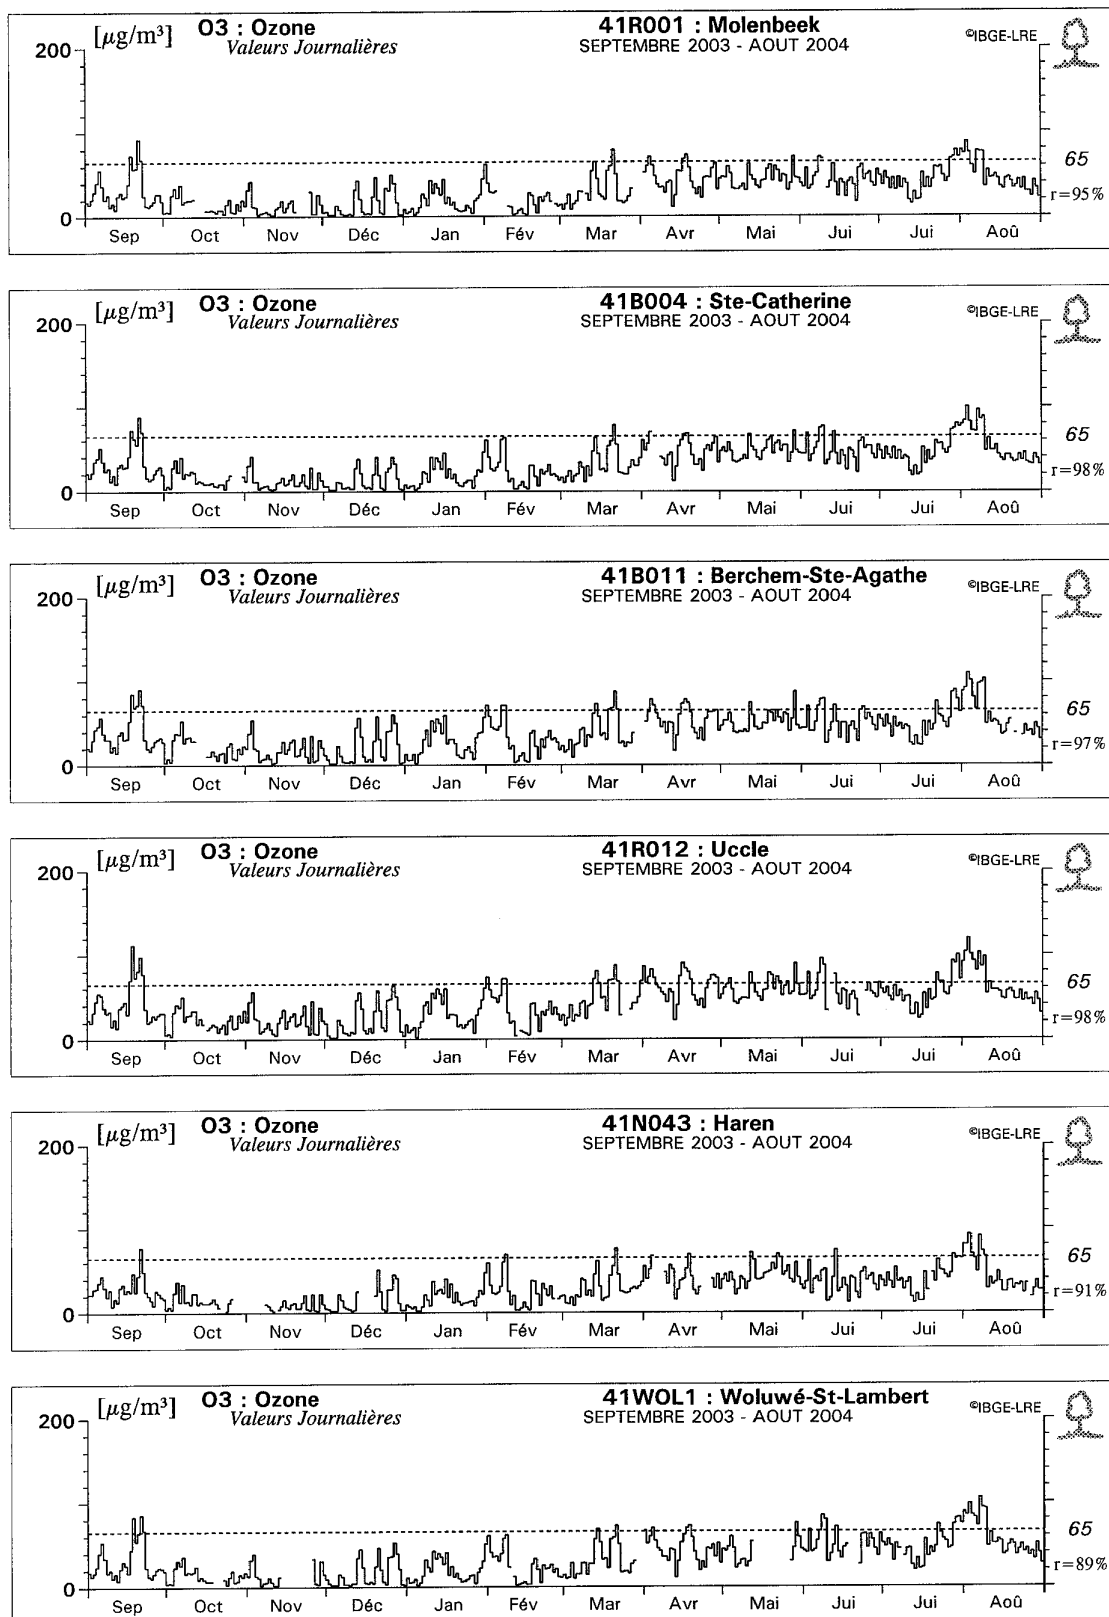 [µg/m³] O3 : Ozone 41R001 : Molenbeek ©IBGE-LRE
Valeurs Journalières SEPTEMBRE 2003 - AOUT 2004
200
65
r=95%
0
Sep Oct Nov Déc Jan Fév Mar Avr Mai Jui Jui Aoû
[µg/m³] O3 : Ozone 41B004 : Ste-Catherine ©IBGE-LRE
Valeurs Journalières SEPTEMBRE 2003 - AOUT 2004
200
65
r=98%
0
Sep Oct Nov Déc Jan Fév Mar Avr Mai Jui Jui Aoû
[µg/m³] O3 : Ozone 41B011 : Berchem-Ste-Agathe ©IBGE-LRE
Valeurs Journalières SEPTEMBRE 2003 - AOUT 2004
200
65
r=97%
0
Sep Oct Nov Déc Jan Fév Mar Avr Mai Jui Jui Aoû
[µg/m³] O3 : Ozone 41R012 : Uccle ©IBGE-LRE
Valeurs Journalières SEPTEMBRE 2003 - AOUT 2004
200
65
r=98%
0
Sep Oct Nov Déc Jan Fév Mar Avr Mai Jui Jui Aoû
[µg/m³] O3 : Ozone 41N043 : Haren ©IBGE-LRE
Valeurs Journalières SEPTEMBRE 2003 - AOUT 2004
200
65
r=91%
0
Sep Oct Nov Déc Jan Fév Mar Avr Mai Jui Jui Aoû
[µg/m³] O3 : Ozone 41WOL1 : Woluwé-St-Lambert ©IBGE-LRE
Valeurs Journalières SEPTEMBRE 2003 - AOUT 2004
200
65
r=89%
0
Sep Oct Nov Déc Jan Fév Mar Avr Mai Jui Jui Aoû